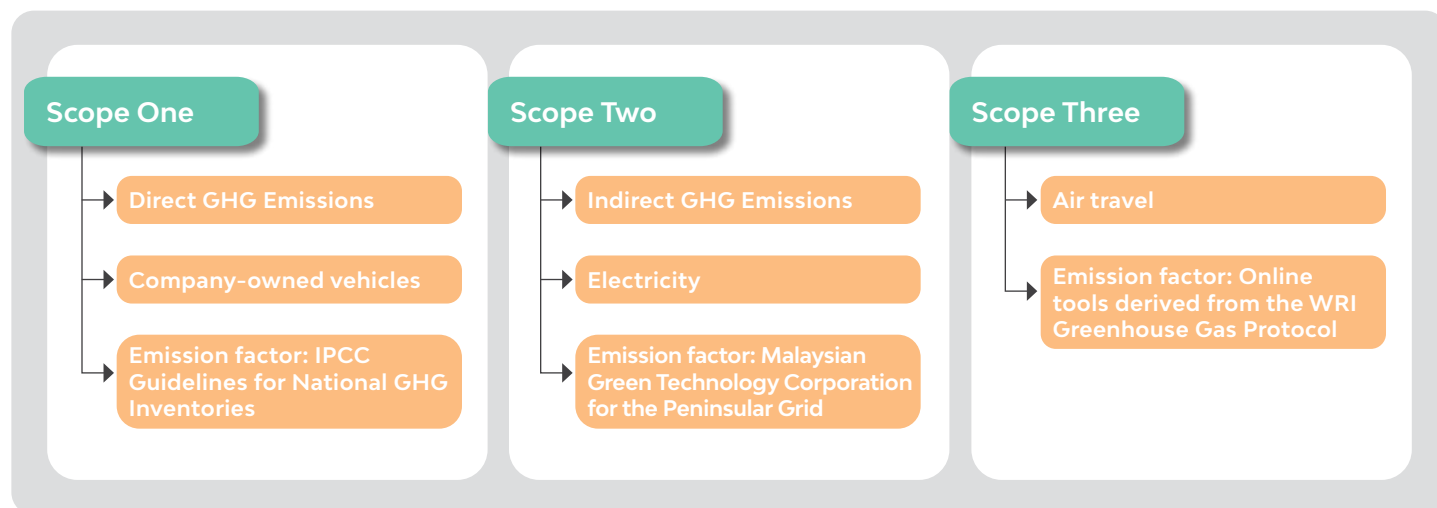 Scope One
Direct GHG Emissions
Company-owned vehicles
Emission factor: IPCC
Guidelines for National GHG
Inventories
Scope Two
Indirect GHG Emissions
Electricity
Emission factor: Malaysian
Green Technology Corporation
for the Peninsular Grid
Scope Three
Air travel
Emission factor: Online
tools derived from the WRI
Greenhouse Gas Protocol